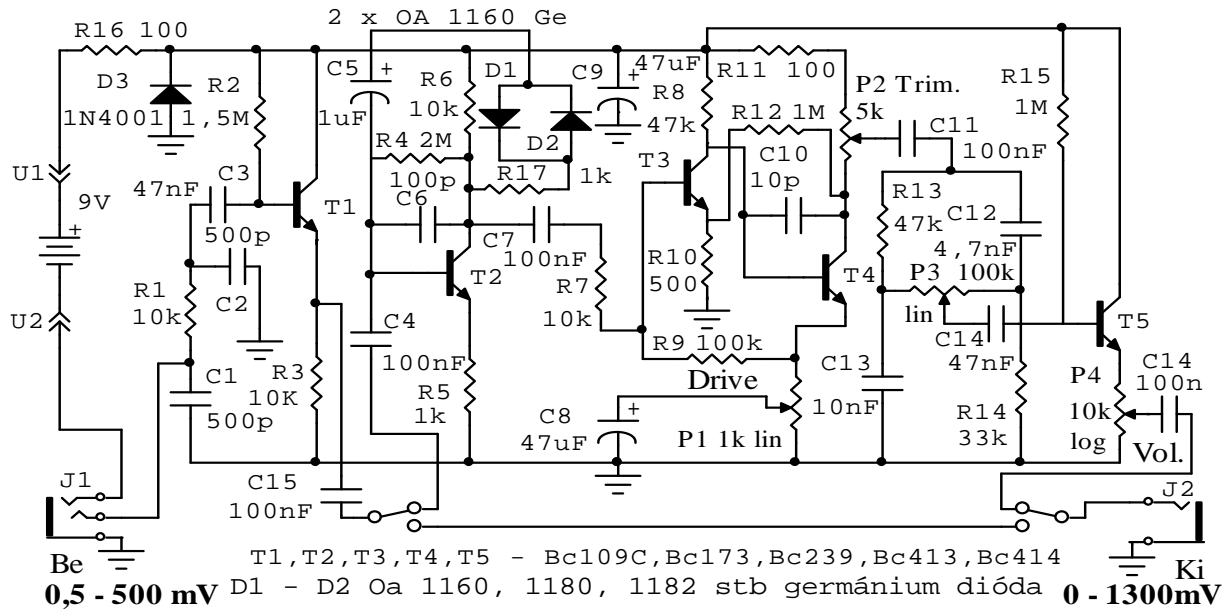 2 x OA 1160 Ge
R16 100
D3
1N4001
R2
1,5M
C5
1uF
R6
10k
D1
D2
C9
47uF
R11 100
R8
47k
P2 Trim.
5k
R15
1M
R4 2M
100p
C6
R17
1k
R12 1M
C10
10p
C11
100nF
U1
9V
U2
C3
47nF
500p
C2
T1
T2
C7
100nF
R7
10k
T3
R10
500
T4
R13
47k
C12
4,7nF
P3 100k
lin
C14
47nF
T5
R1
10k
C1
500p
R3
10K
C4
100nF
R5
1k
R9 100k
Drive
C8
47uF
P1 1k lin
C13
10nF
R14
33k
P4
10k
log
C14
100n
Vol.
J1
C15
100nF
J2
Be
Ki
T1,T2,T3,T4,T5 - Bc109C,Bc173,Bc239,Bc413,Bc414
0,5 - 500 mV
D1 - D2 Oa 1160, 1180, 1182 stb germánium dióda
0 - 1300mV